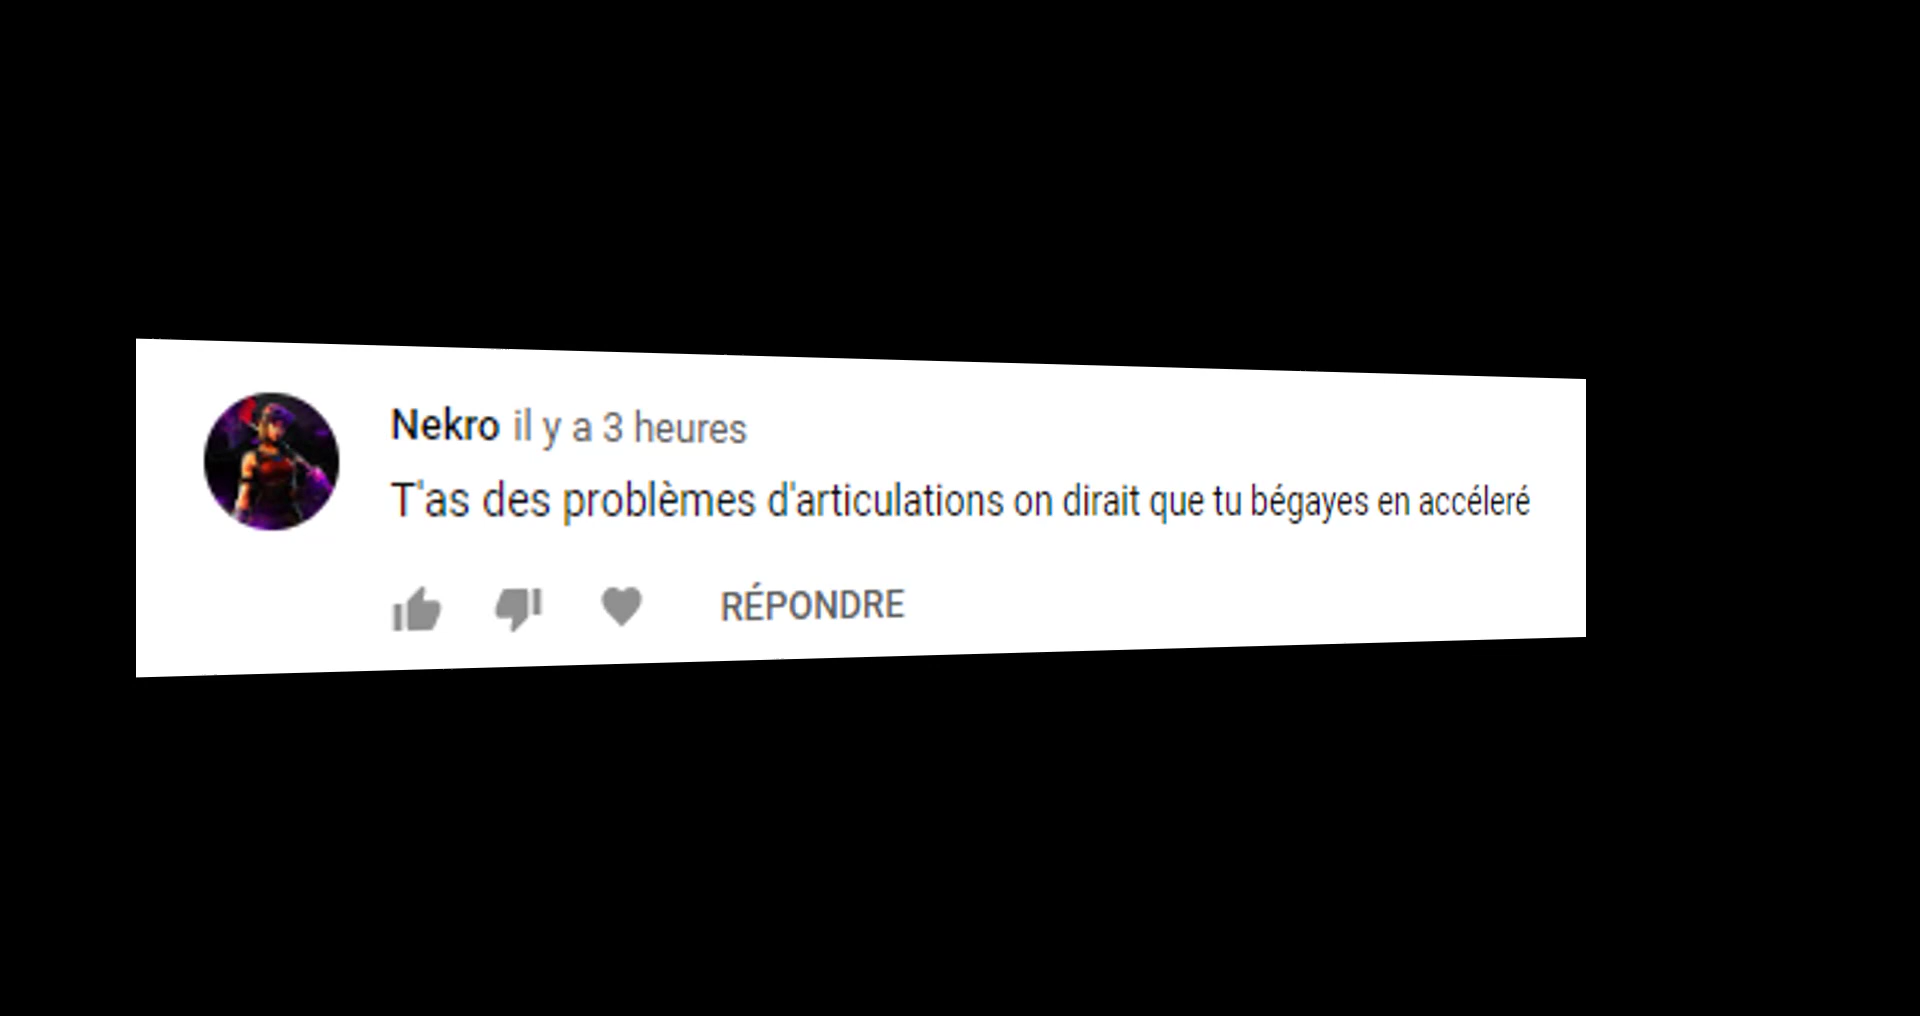 Nekro il y a 3 heures
T'as des problèmes d'articulations on dirait que tu bégayes en accéleré
RÉPONDRE